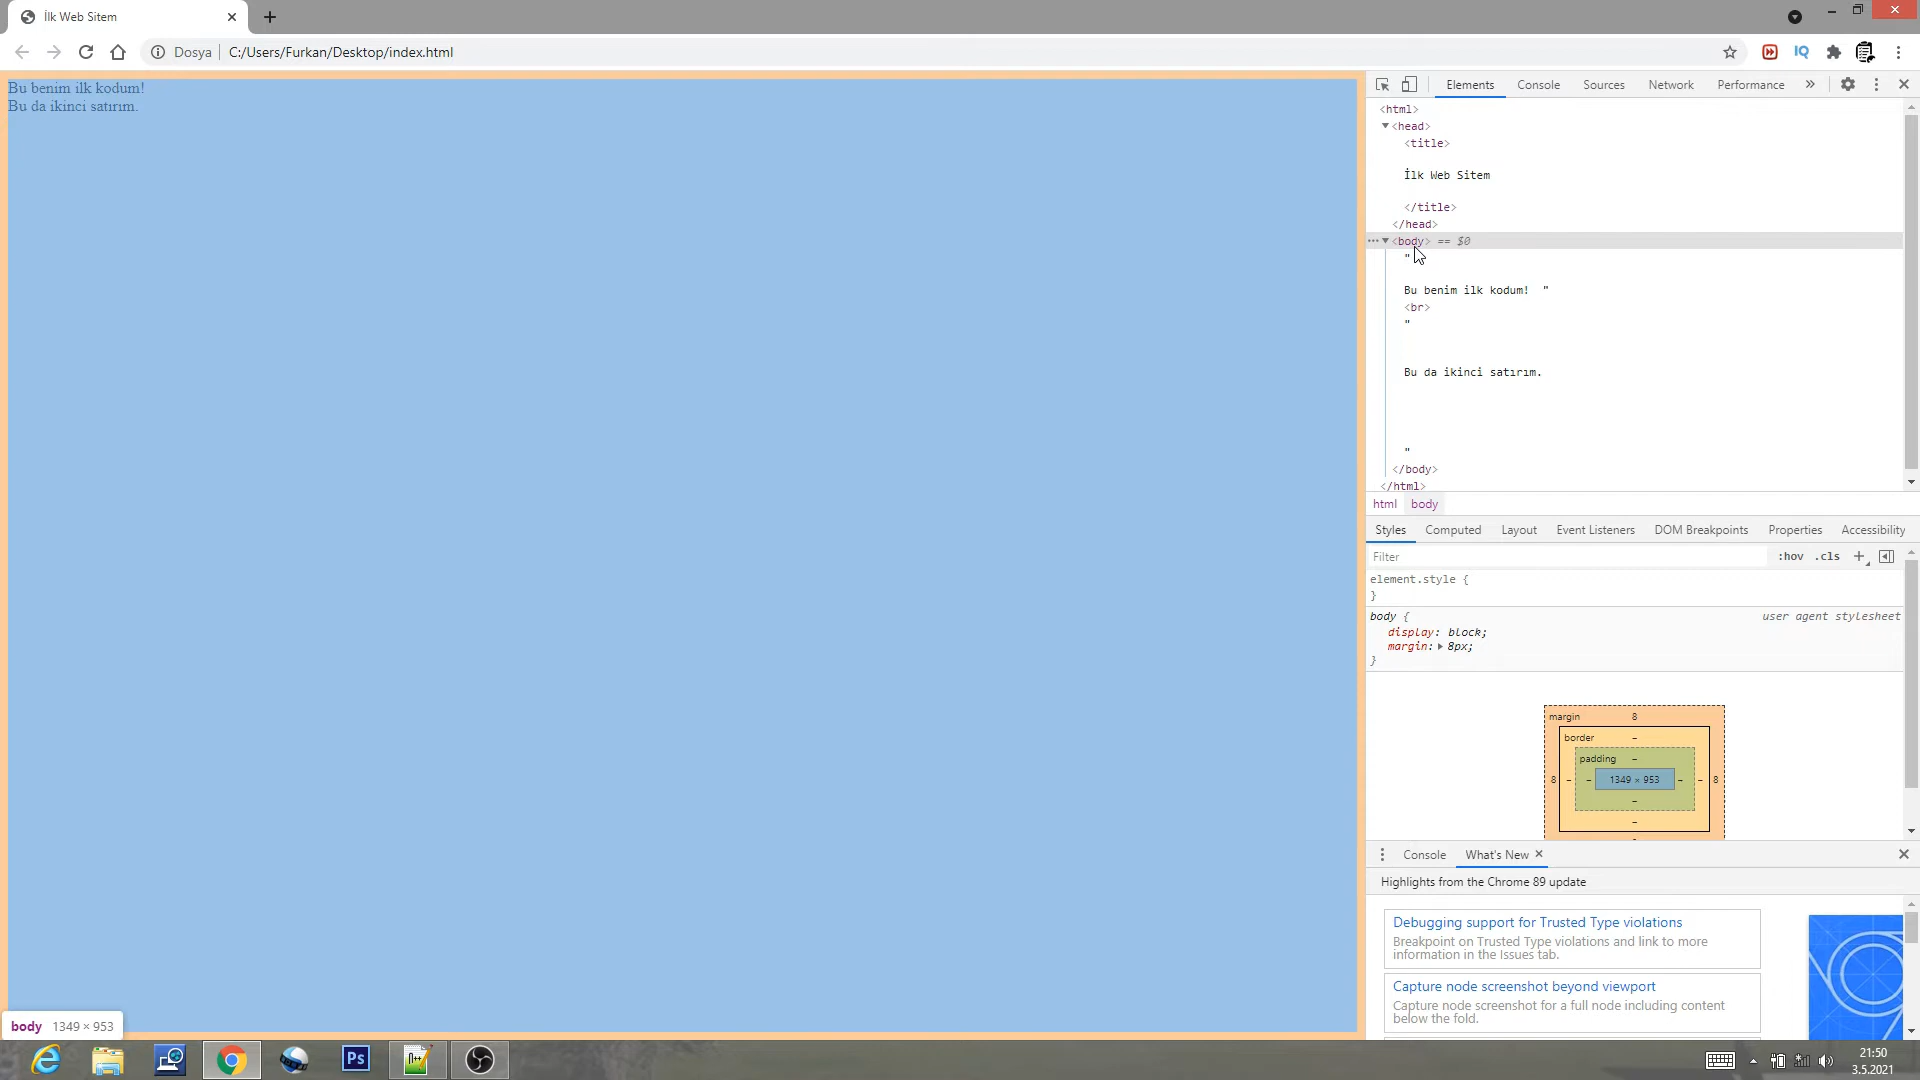 İlk Web Sitem
Dosya C:/Users/Furkan/Desktop/index.html
Bu benim ilk kodum!
Bu da ikinci satırım.
body 1349 × 953
Elements Console Sources Network Performance »
<html>
<head>
<title>
İlk Web Sitem
</title>
</head>
<body> == $0
"
Bu benim ilk kodum! "
<br>
"
Bu da ikinci satırım.
"
</body>
</html>
html body
Styles Computed Layout Event Listeners DOM Breakpoints Properties Accessibility
Filter :hov .cls +
element.style {
}
body { user agent stylesheet
display: block;
margin: 8px;
}
margin 8
border –
padding –
8 – – 1349 × 953 – – 8
–
–
Console What's New
Highlights from the Chrome 89 update
Debugging support for Trusted Type violations
Breakpoint on Trusted Type violations and link to more
information in the Issues tab.
Capture node screenshot beyond viewport
Capture node screenshot for a full node including content
below the fold.
IQ
Ps
21:50
3.5.2021